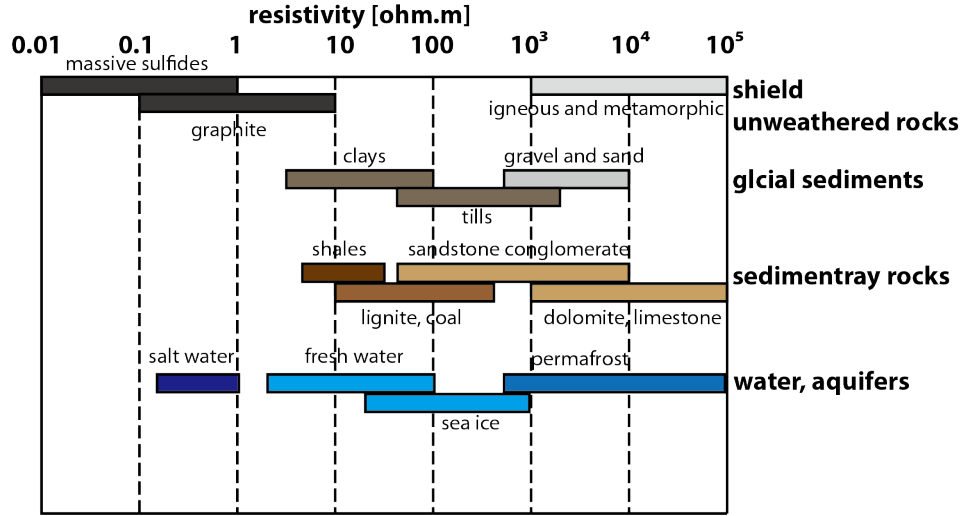 resistivity [ohm.m]
0.01 0.1 1 10 100 10³ 10⁴ 10⁵
massive sulfides
shield
igneous and metamorphic
unweathered rocks
graphite
clays gravel and sand
glcial sediments
tills
shales sandstone conglomerate
sedimentray rocks
lignite, coal dolomite, limestone
salt water fresh water permafrost
water, aquifers
sea ice